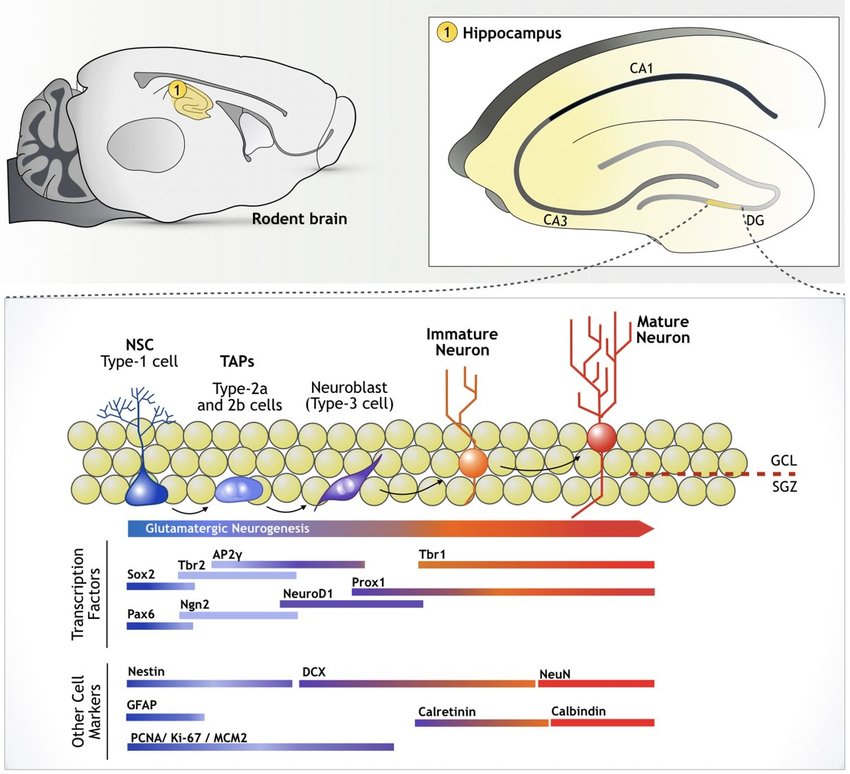 1
Rodent brain
1 Hippocampus
CA1
CA3
DG
NSC
Type-1 cell
TAPs
Type-2a
and 2b cells
Neuroblast
(Type-3 cell)
Immature
Neuron
Mature
Neuron
GCL
SGZ
Glutamatergic Neurogenesis
Transcription
Factors
AP2γ
Tbr1
Tbr2
Sox2
Prox1
NeuroD1
Ngn2
Pax6
Other Cell
Markers
Nestin
DCX
NeuN
GFAP
Calretinin
Calbindin
PCNA/ Ki-67 / MCM2